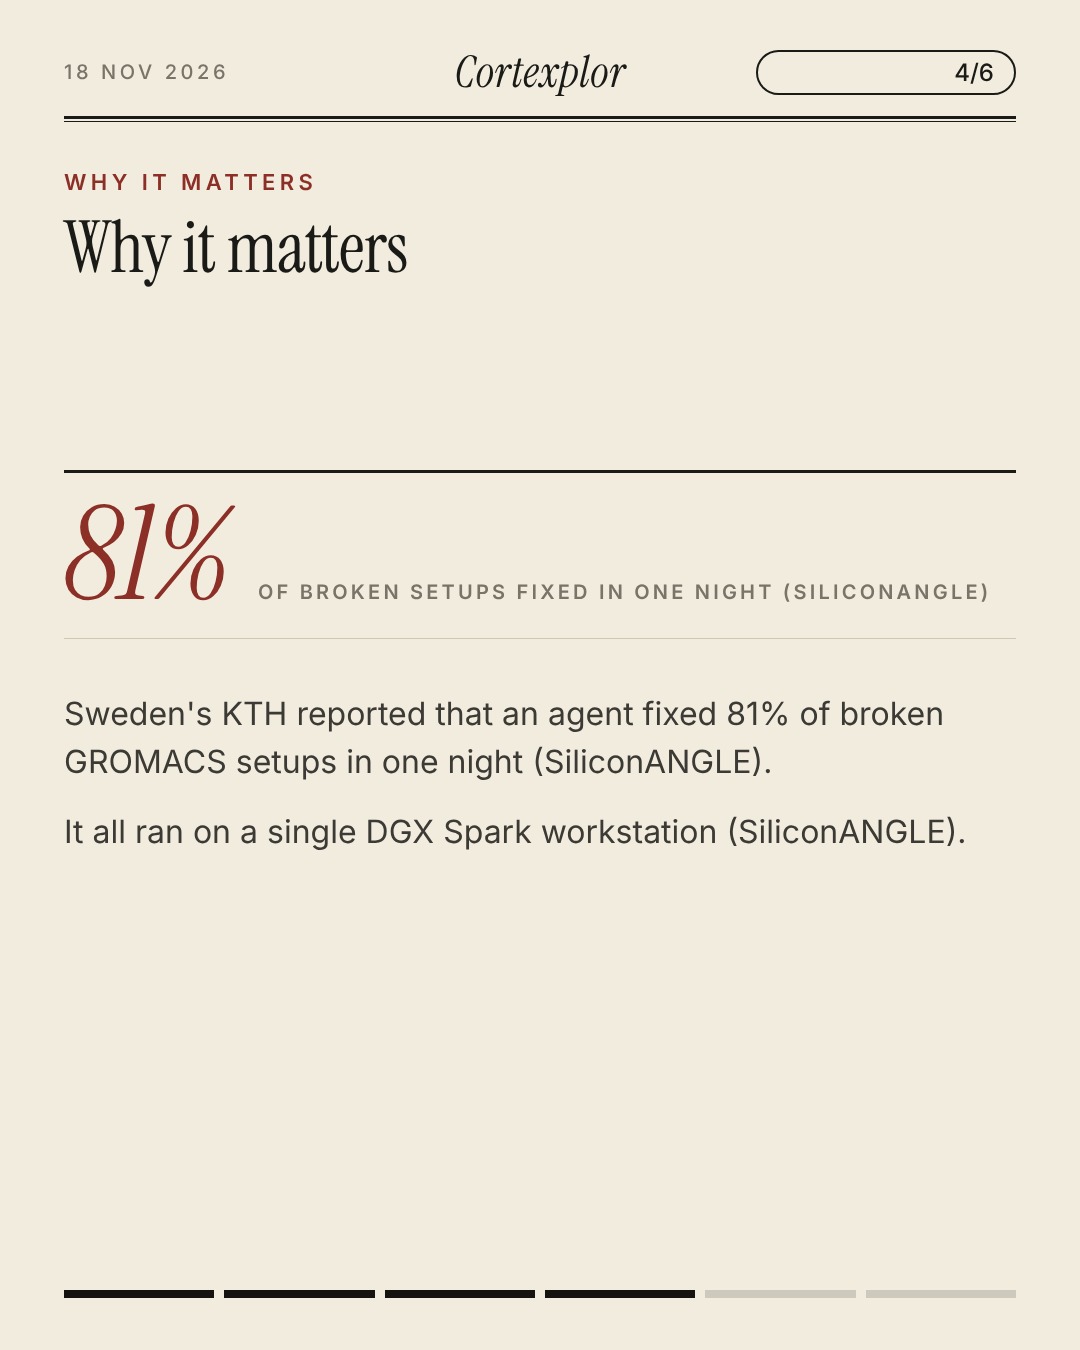 18 NOV 2026
Cortexplor
4/6
WHY IT MATTERS
Why it matters
81%
OF BROKEN SETUPS FIXED IN ONE NIGHT (SILICONANGLE)
Sweden's KTH reported that an agent fixed 81% of broken
GROMACS setups in one night (SiliconANGLE).
It all ran on a single DGX Spark workstation (SiliconANGLE).